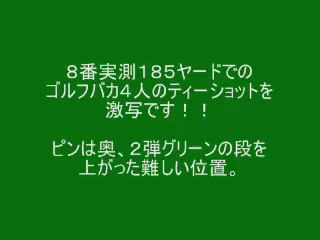 ８番実測１８５ヤードでの
ゴルフバカ４人のティーショットを
激写です！！
ピンは奥、２弾グリーンの段を
上がった難しい位置。